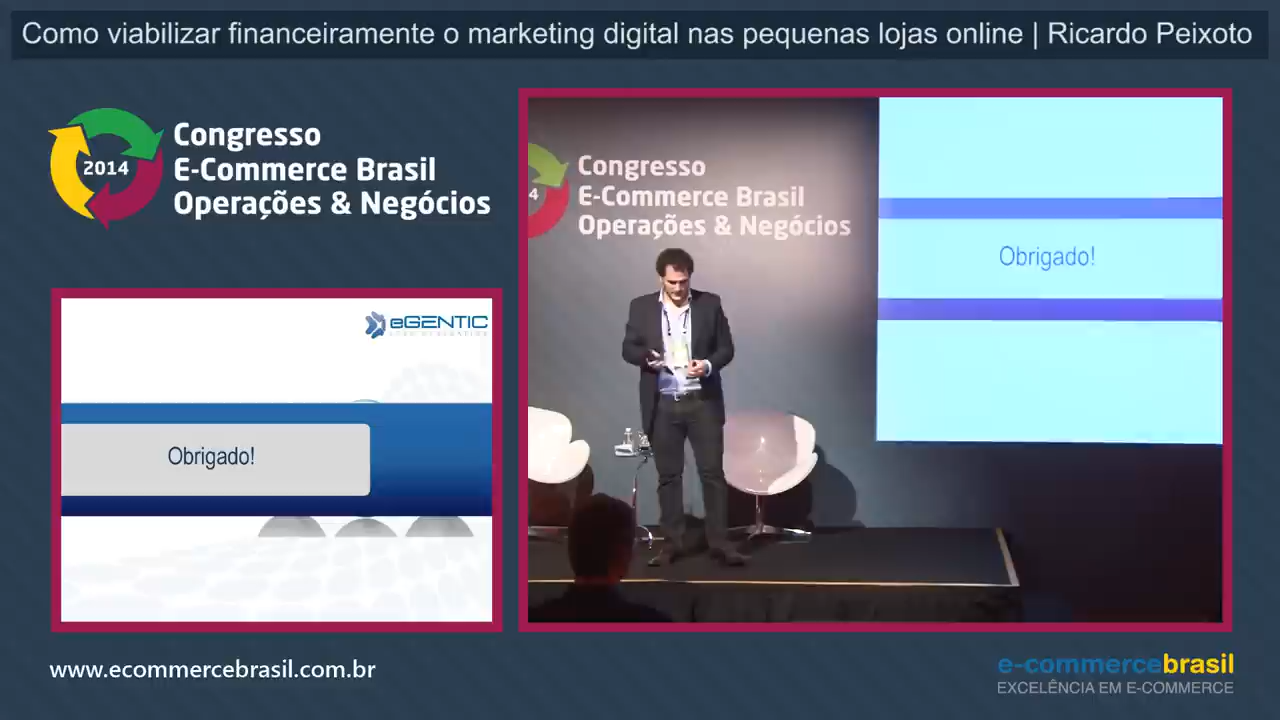 Como viabilizar financeiramente o marketing digital nas pequenas lojas online | Ricardo Peixoto
2014
Congresso
E-Commerce Brasil
Operações & Negócios
eGENTIC
Obrigado!
4
Congresso
E-Commerce Brasil
Operações & Negócios
Obrigado!
www.ecommercebrasil.com.br
e-commercebrasil
EXCELÊNCIA EM E-COMMERCE